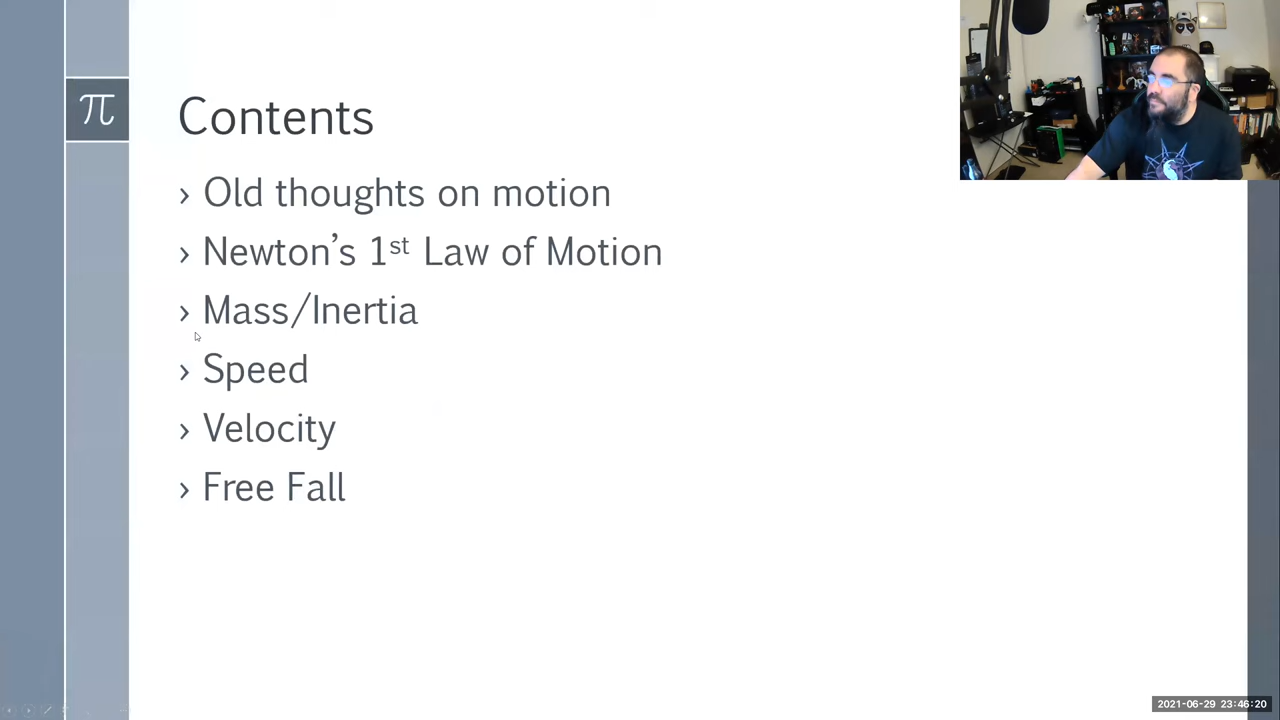 π
Contents
› Old thoughts on motion
› Newton's 1st Law of Motion
› Mass/Inertia
› Speed
› Velocity
› Free Fall
2021-06-29 23:46:20